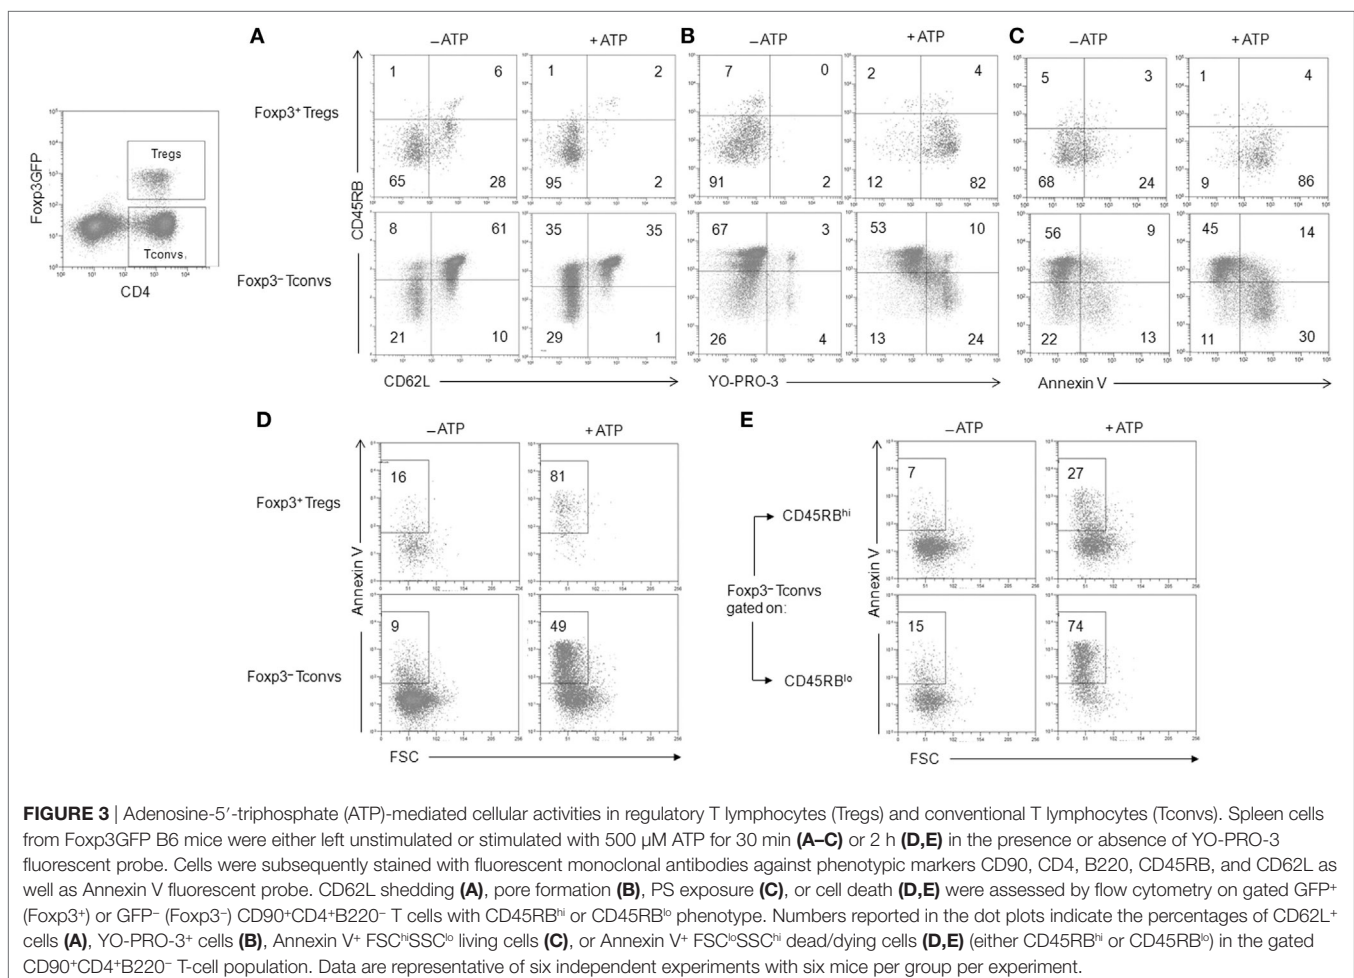 A
B
C
–ATP
+ATP
–ATP
+ATP
–ATP
+ATP
Foxp3⁺Tregs
1 6
65 28
1 2
95 2
7 0
91 2
2 4
12 82
5 3
68 24
1 4
9 86
Foxp3GFP
Tregs
Tconvs
CD4
CD45RB
Foxp3⁻Tconvs
8 61
21 10
35 35
29 1
67 3
26 4
53 10
13 24
56 9
22 13
45 14
11 30
CD62L
YO-PRO-3
Annexin V
D
E
–ATP
+ATP
–ATP
+ATP
Foxp3⁺Tregs
16
81
Annexin V
Foxp3⁻Tconvs
9
49
FSC
CD45RBʰⁱ
7
27
Foxp3⁻Tconvs
gated on:
Annexin V
CD45RBˡᵒ
15
74
FSC
FIGURE 3 | Adenosine-5′-triphosphate (ATP)-mediated cellular activities in regulatory T lymphocytes (Tregs) and conventional T lymphocytes (Tconvs). Spleen cells
from Foxp3GFP B6 mice were either left unstimulated or stimulated with 500 μM ATP for 30 min (A–C) or 2 h (D,E) in the presence or absence of YO-PRO-3
fluorescent probe. Cells were subsequently stained with fluorescent monoclonal antibodies against phenotypic markers CD90, CD4, B220, CD45RB, and CD62L as
well as Annexin V fluorescent probe. CD62L shedding (A), pore formation (B), PS exposure (C), or cell death (D,E) were assessed by flow cytometry on gated GFP⁺
(Foxp3⁺) or GFP⁻ (Foxp3⁻) CD90⁺CD4⁺B220⁻ T cells with CD45RBʰⁱ or CD45RBˡᵒ phenotype. Numbers reported in the dot plots indicate the percentages of CD62L⁺
cells (A), YO-PRO-3⁺ cells (B), Annexin V⁺ FSCʰⁱSSCˡᵒ living cells (C), or Annexin V⁺ FSCˡᵒSSCʰⁱ dead/dying cells (D,E) (either CD45RBʰⁱ or CD45RBˡᵒ) in the gated
CD90⁺CD4⁺B220⁻ T-cell population. Data are representative of six independent experiments with six mice per group per experiment.